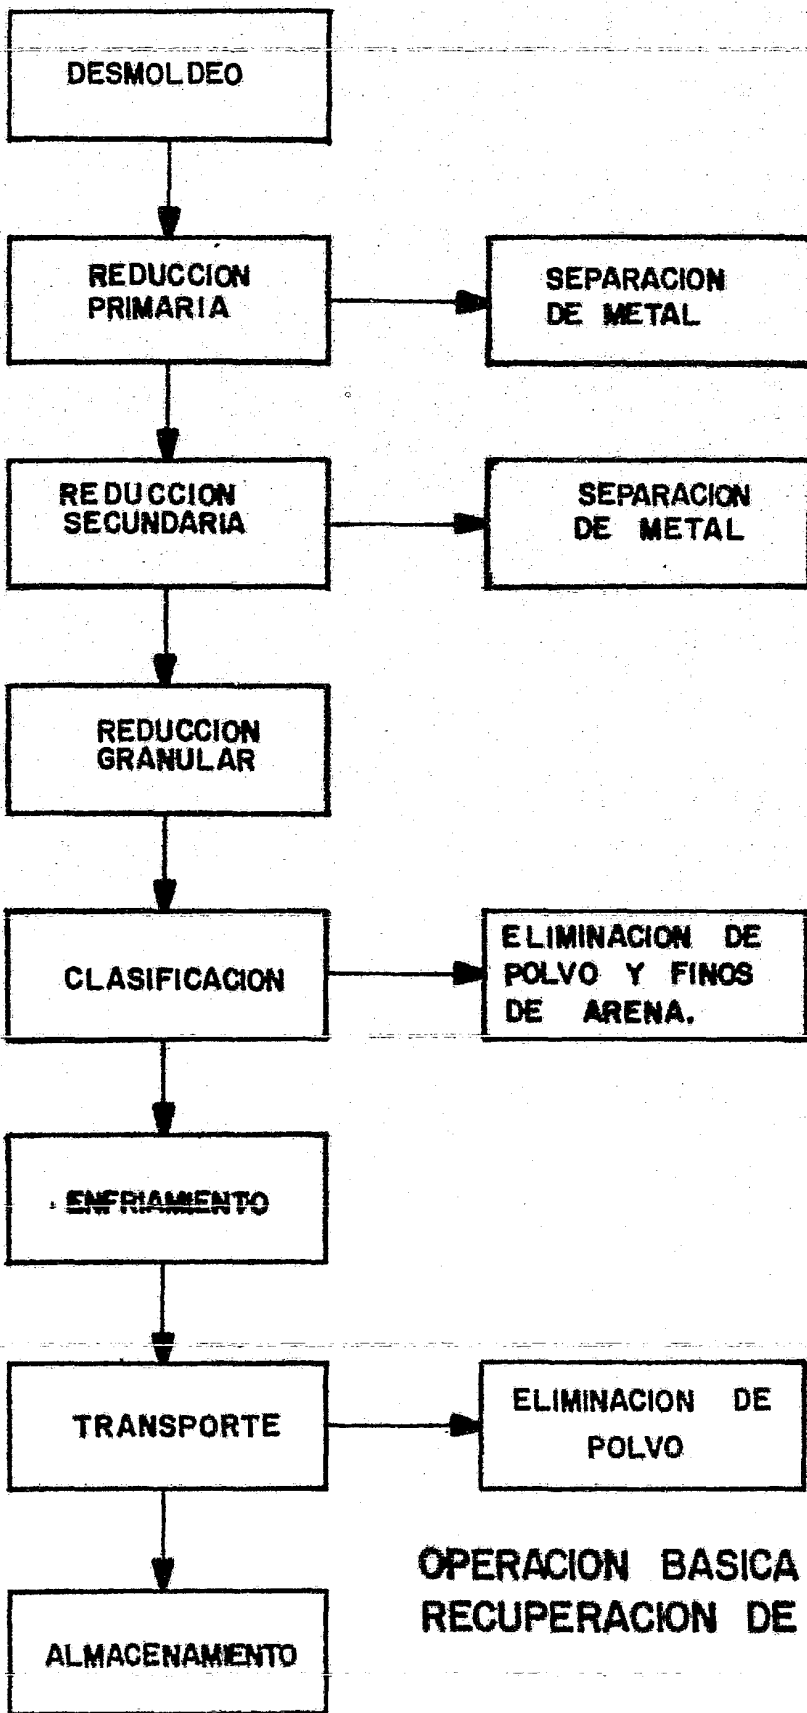 DESMOLDEO
REDUCCION
PRIMARIA
SEPARACION
DE METAL
REDUCCION
SECUNDARIA
SEPARACION
DE METAL
REDUCCION
GRANULAR
CLASIFICACION
ELIMINACION DE
POLVO Y FINOS
DE ARENA.
ENFRIAMIENTO
TRANSPORTE
ELIMINACION DE
POLVO
ALMACENAMIENTO
OPERACION BASICA
RECUPERACION DE